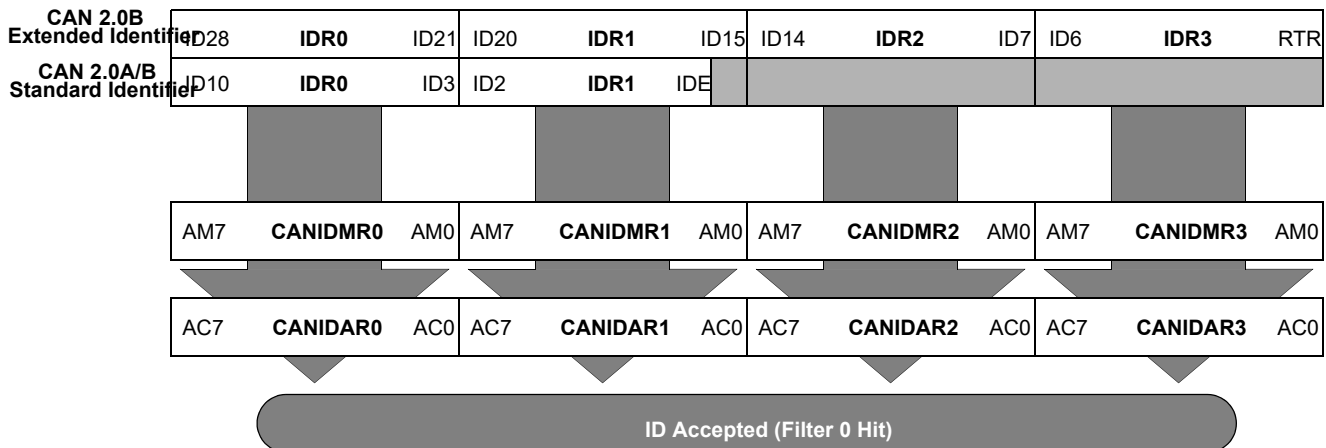 CAN 2.0B
Extended Identifier
ID28 IDR0 ID21 ID20 IDR1 ID15 ID14 IDR2 ID7 ID6 IDR3 RTR
CAN 2.0A/B
Standard Identifier
ID10 IDR0 ID3 ID2 IDR1 IDE
AM7 CANIDMR0 AM0 AM7 CANIDMR1 AM0 AM7 CANIDMR2 AM0 AM7 CANIDMR3 AM0
AC7 CANIDAR0 AC0 AC7 CANIDAR1 AC0 AC7 CANIDAR2 AC0 AC7 CANIDAR3 AC0
ID Accepted (Filter 0 Hit)